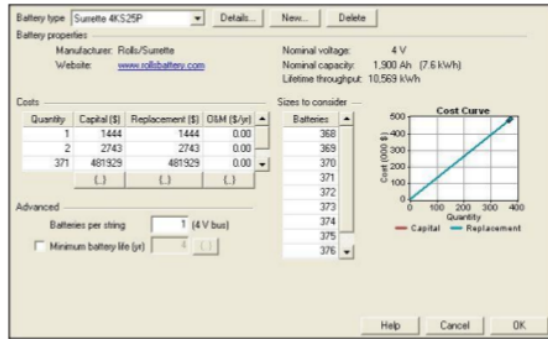 Battery type Surrette 4KS25P Details... New... Delete
Battery properties
Manufacturer: Rolls/Surrette
Website: www.rollsbattery.com
Nominal voltage: 4 V
Nominal capacity: 1,900 Ah (7.6 kWh)
Lifetime throughput: 10,569 kWh
Costs
Quantity Capital ($) Replacement ($) O&M ($/yr)
1 1444 1444 0.00
2 2743 2743 0.00
371 481929 481929 0.00
{..} {..} {..}
Sizes to consider
Batteries
368
369
370
371
372
373
374
375
376
Cost Curve
500
400
300
200
100
0
Cost (000 $)
0 100 200 300 400
Quantity
Capital Replacement
Advanced
Batteries per string 1 (4 V bus)
Minimum battery life (yr) 4 {..}
Help Cancel OK